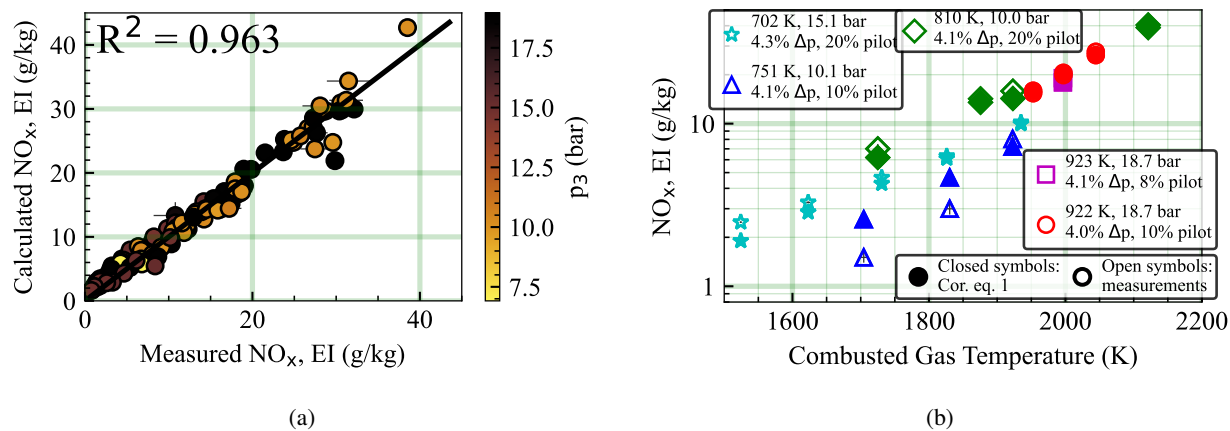 R² = 0.963
Calculated NOₓ, EI (g/kg)
0
10
20
30
40
0
20
40
Measured NOₓ, EI (g/kg)
17.5
15.0
12.5
10.0
7.5
p₃ (bar)
(a)
NOₓ, EI (g/kg)
10
1
702 K, 15.1 bar
4.3% Δp, 20% pilot
751 K, 10.1 bar
4.1% Δp, 10% pilot
810 K, 10.0 bar
4.1% Δp, 20% pilot
923 K, 18.7 bar
4.1% Δp, 8% pilot
922 K, 18.7 bar
4.0% Δp, 10% pilot
Closed symbols:
Cor. eq. 1
Open symbols:
measurements
1600
1800
2000
2200
Combusted Gas Temperature (K)
(b)